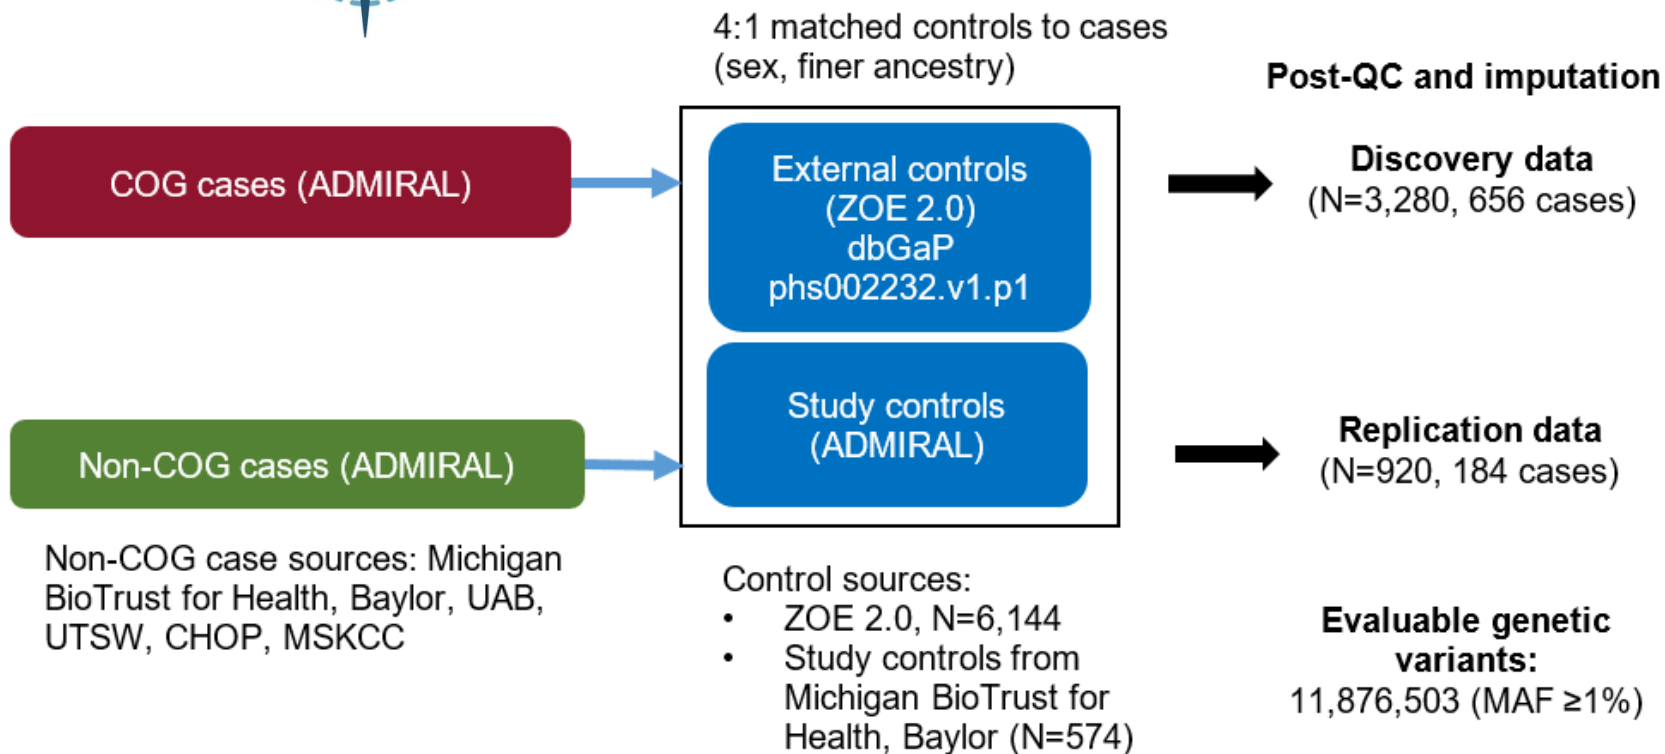 4:1 matched controls to cases
(sex, finer ancestry)
Post-QC and imputation
COG cases (ADMIRAL)
External controls
(ZOE 2.0)
dbGaP
phs002232.v1.p1
Discovery data
(N=3,280, 656 cases)
Non-COG cases (ADMIRAL)
Study controls
(ADMIRAL)
Replication data
(N=920, 184 cases)
Non-COG case sources: Michigan
BioTrust for Health, Baylor, UAB,
UTSW, CHOP, MSKCC
Control sources:
• ZOE 2.0, N=6,144
• Study controls from
Michigan BioTrust for
Health, Baylor (N=574)
Evaluable genetic
variants:
11,876,503 (MAF ≥1%)